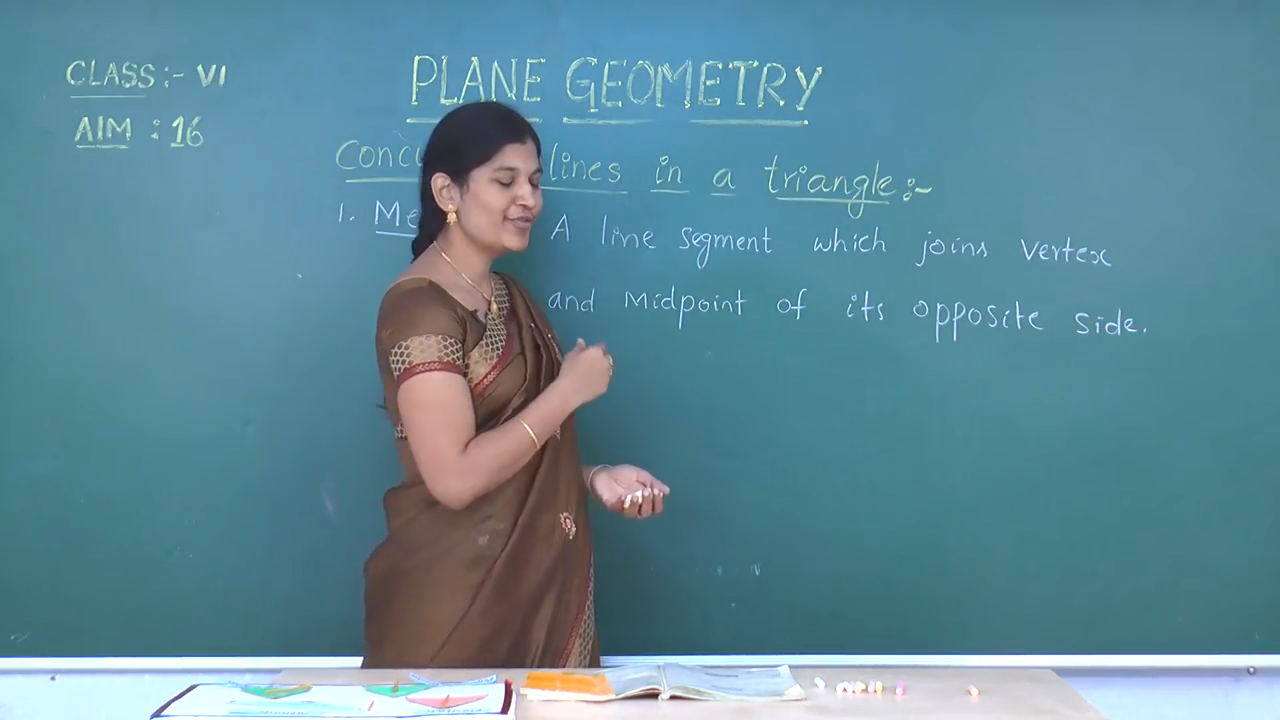 CLASS :- VI
AIM : 16
PLANE GEOMETRY
lines in a triangle :-
1. A line segment which joins vertex
and Midpoint of its opposite side.